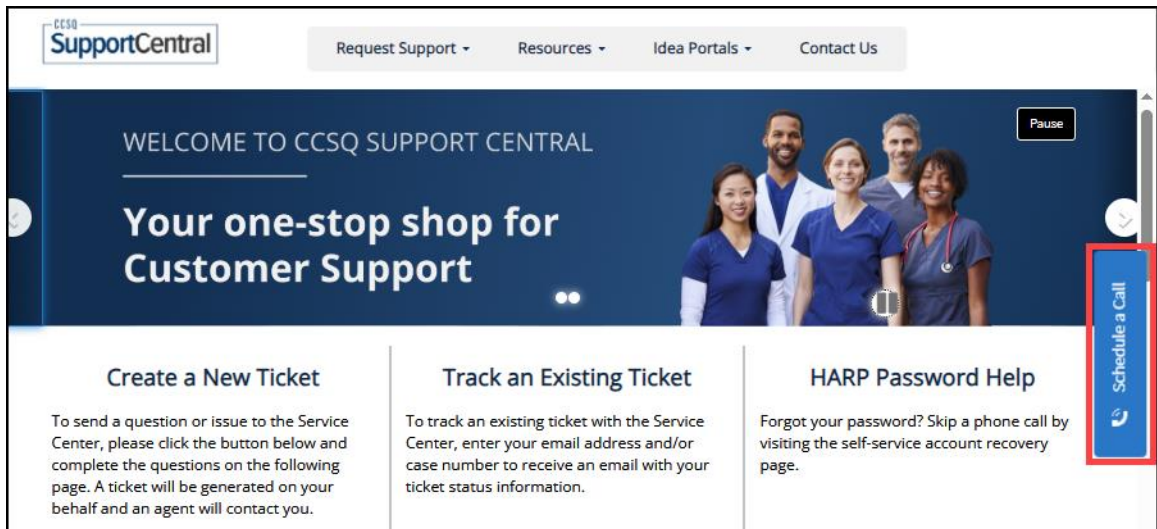 CCSQ
SupportCentral
Request Support
Resources
Idea Portals
Contact Us
WELCOME TO CCSQ SUPPORT CENTRAL
Your one-stop shop for
Customer Support
Pause
Schedule a Call
Create a New Ticket
To send a question or issue to the Service
Center, please click the button below and
complete the questions on the following
page. A ticket will be generated on your
behalf and an agent will contact you.
Track an Existing Ticket
To track an existing ticket with the Service
Center, enter your email address and/or
case number to receive an email with your
ticket status information.
HARP Password Help
Forgot your password? Skip a phone call by
visiting the self-service account recovery
page.